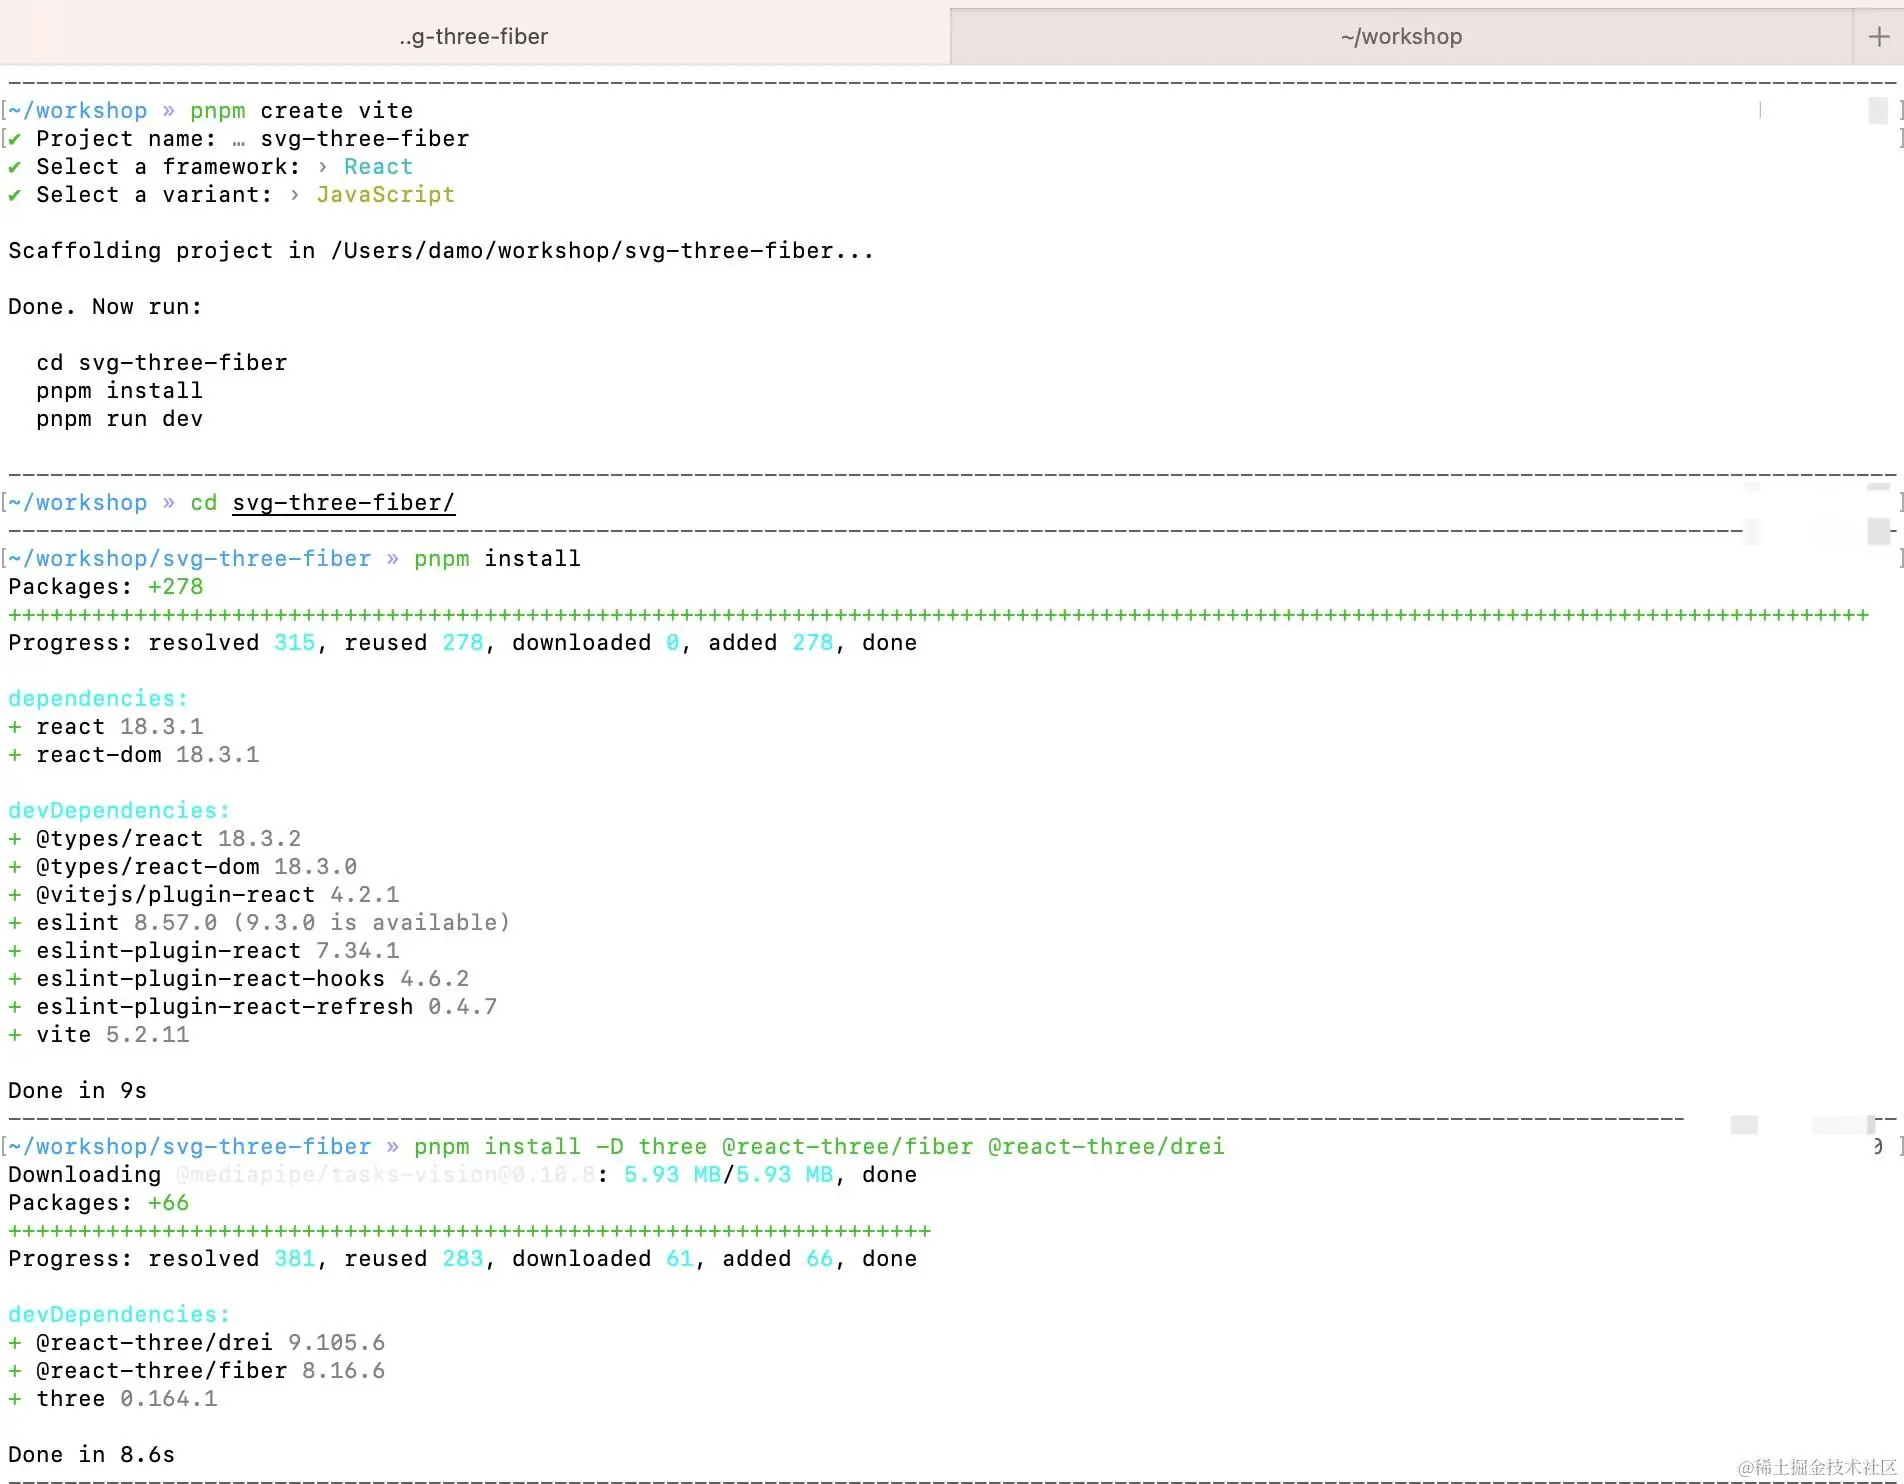 ..g-three-fiber
~/workshop
+
[~/workshop » pnpm create vite ]
[✔ Project name: … svg-three-fiber ]
✔ Select a framework: › React
✔ Select a variant: › JavaScript
Scaffolding project in /Users/damo/workshop/svg-three-fiber...
Done. Now run:
cd svg-three-fiber
pnpm install
pnpm run dev
[~/workshop » cd svg-three-fiber/ ]
[~/workshop/svg-three-fiber » pnpm install ]
Packages: +278
+++++++++++++++++++++++++++++++++++++++++++++++++++++++++++++++++++++++++++++++++++++++++++++++++++++++++++++++++++++++++++++++++++++
Progress: resolved 315, reused 278, downloaded 0, added 278, done
dependencies:
+ react 18.3.1
+ react-dom 18.3.1
devDependencies:
+ @types/react 18.3.2
+ @types/react-dom 18.3.0
+ @vitejs/plugin-react 4.2.1
+ eslint 8.57.0 (9.3.0 is available)
+ eslint-plugin-react 7.34.1
+ eslint-plugin-react-hooks 4.6.2
+ eslint-plugin-react-refresh 0.4.7
+ vite 5.2.11
Done in 9s
[~/workshop/svg-three-fiber » pnpm install -D three @react-three/fiber @react-three/drei 0 ]
Downloading @mediapipe/tasks-vision@0.10.8: 5.93 MB/5.93 MB, done
Packages: +66
++++++++++++++++++++++++++++++++++++++++++++++++++++++++++++++++++
Progress: resolved 381, reused 283, downloaded 61, added 66, done
devDependencies:
+ @react-three/drei 9.105.6
+ @react-three/fiber 8.16.6
+ three 0.164.1
Done in 8.6s
@稀土掘金技术社区